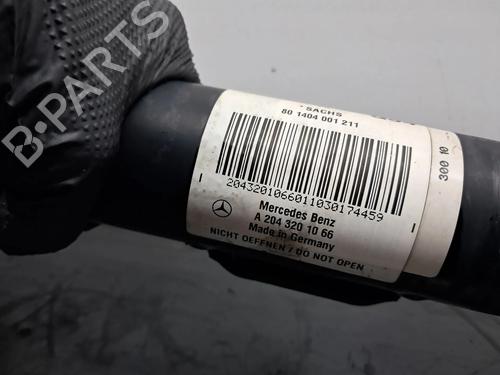 B-PARTS
SACHS
80 1404 001 211
300 10
2043201066011030174459
Mercedes Benz
A 204 320 10 66
Made in Germany
NICHT OEFFNEN / DO NOT OPEN